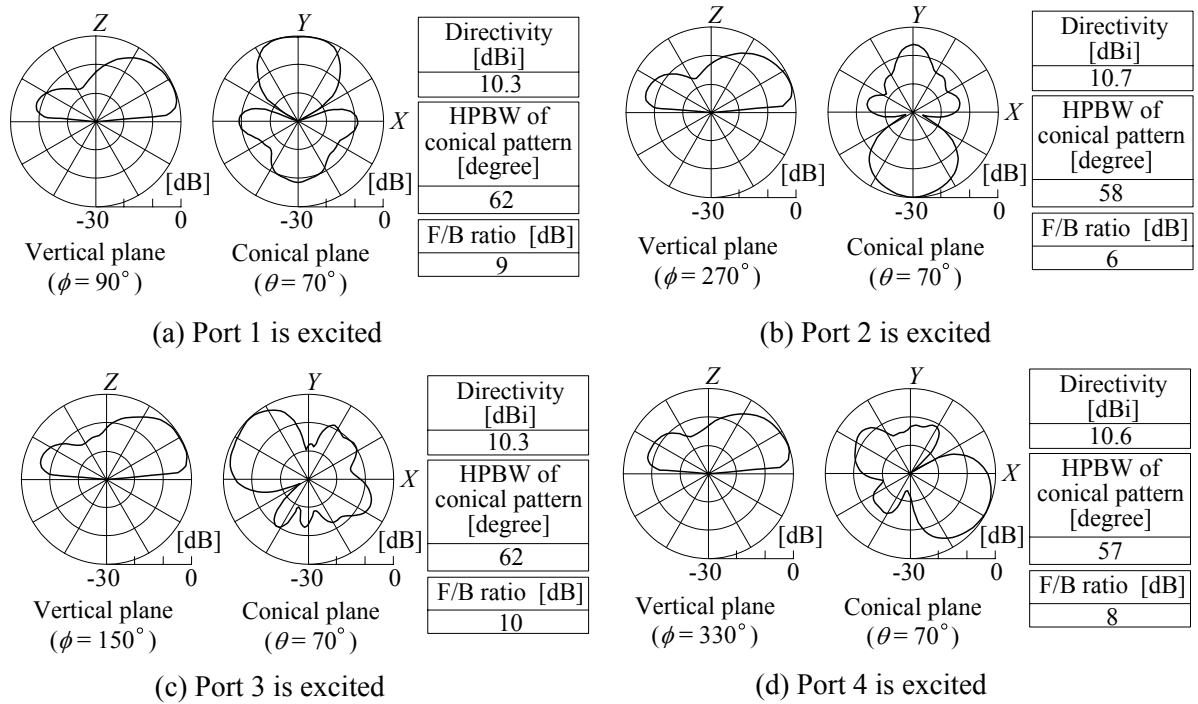 Z
Y
X
[dB]
[dB]
-30
0
-30
0
Vertical plane
(ϕ = 90°)
Conical plane
(θ = 70°)
Directivity
[dBi]
10.3
HPBW of
conical pattern
[degree]
62
F/B ratio [dB]
9
(a) Port 1 is excited
Z
Y
X
[dB]
[dB]
-30
0
-30
0
Vertical plane
(ϕ = 270°)
Conical plane
(θ = 70°)
Directivity
[dBi]
10.7
HPBW of
conical pattern
[degree]
58
F/B ratio [dB]
6
(b) Port 2 is excited
Z
Y
X
[dB]
[dB]
-30
0
-30
0
Vertical plane
(ϕ = 150°)
Conical plane
(θ = 70°)
Directivity
[dBi]
10.3
HPBW of
conical pattern
[degree]
62
F/B ratio [dB]
10
(c) Port 3 is excited
Z
Y
X
[dB]
[dB]
-30
0
-30
0
Vertical plane
(ϕ = 330°)
Conical plane
(θ = 70°)
Directivity
[dBi]
10.6
HPBW of
conical pattern
[degree]
57
F/B ratio [dB]
8
(d) Port 4 is excited